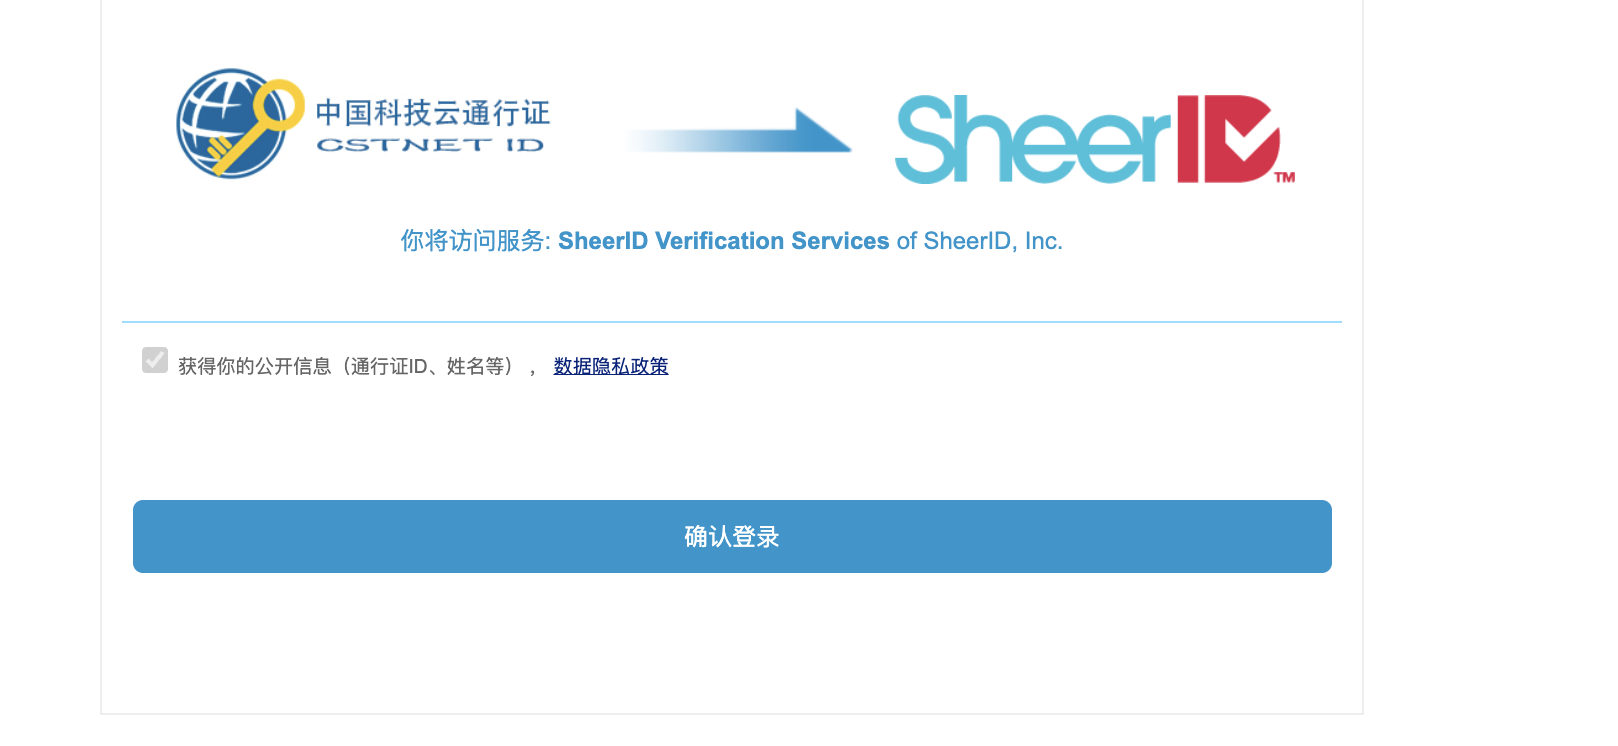 中国科技云通行证
CSTNET ID
SheerID™
你将访问服务: SheerID Verification Services of SheerID, Inc.
获得你的公开信息（通行证ID、姓名等）， 数据隐私政策
确认登录